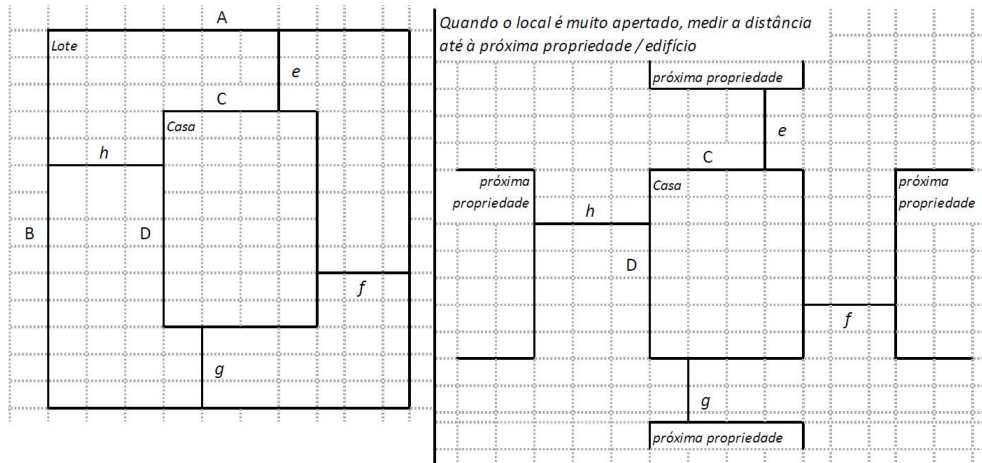 A
Lote
e
C
Casa
h
B
D
f
g
Quando o local é muito apertado, medir a distância
até à próxima propriedade / edifício
próxima propriedade
e
C
próxima
propriedade
Casa
próxima
propriedade
h
D
f
g
próxima propriedade